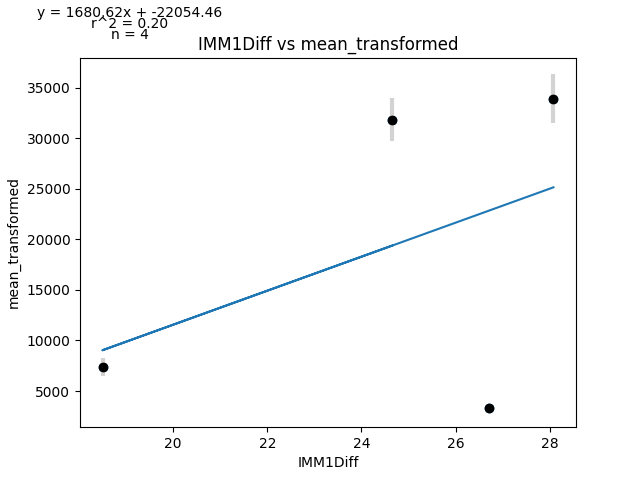 y = 1680.62x + -22054.46
r^2 = 0.20
n = 4
IMM1Diff vs mean_transformed
35000
30000
25000
20000
15000
10000
5000
mean_transformed
20 22 24 26 28
IMM1Diff